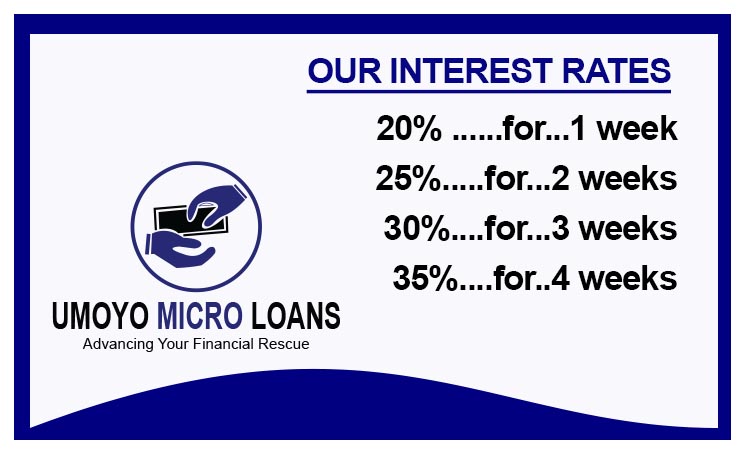 OUR INTEREST RATES
20% ......for...1 week
25%.....for...2 weeks
30%....for...3 weeks
35%....for..4 weeks
UMOYO MICRO LOANS
Advancing Your Financial Rescue